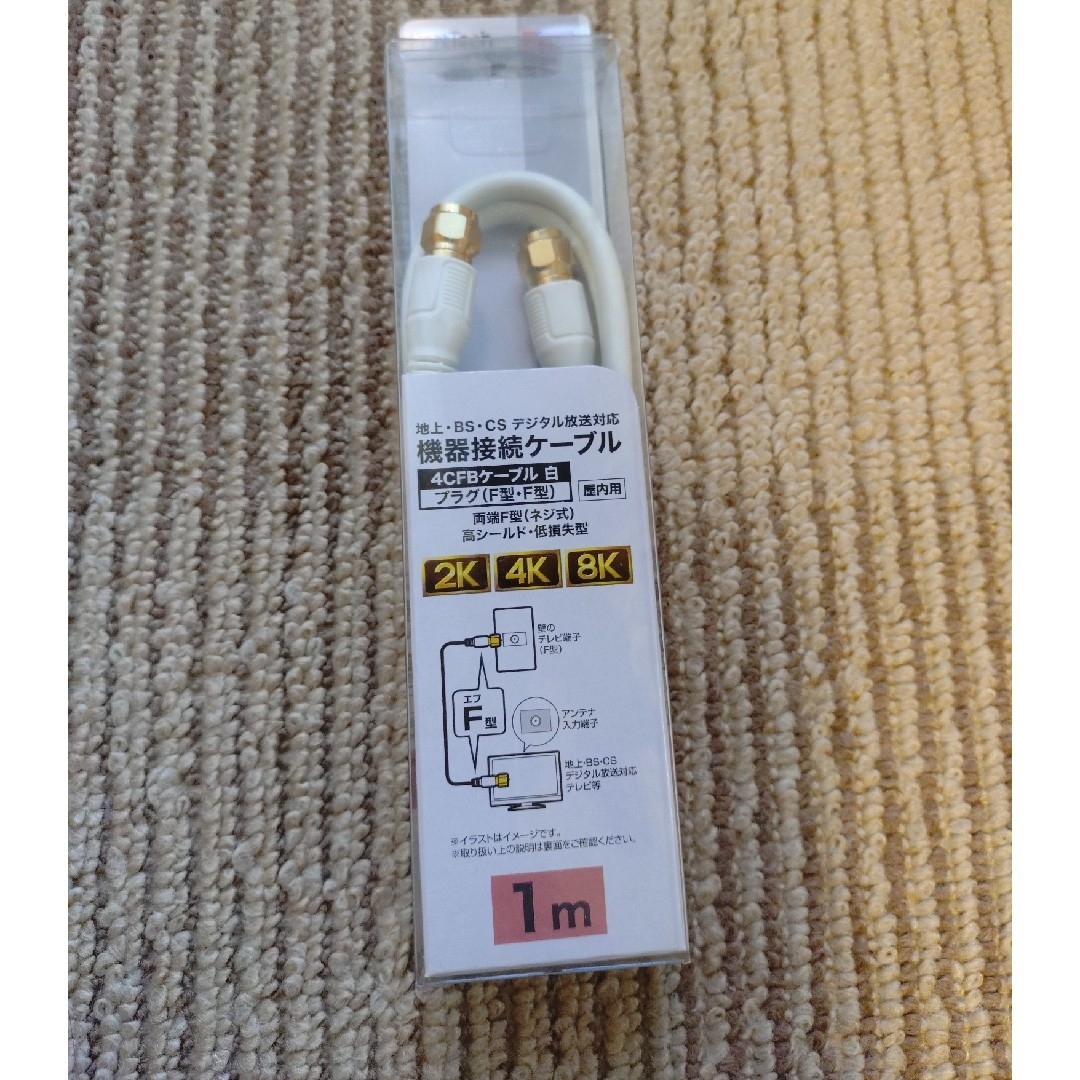 地上・BS・CS デジタル放送対応
機器接続ケーブル
4CFBケーブル 白
プラグ(F型・F型)
屋内用
両端F型(ネジ式)
高シールド・低損失型
2K 4K 8K
壁の
テレビ端子
(F型)
エフ
F型
アンテナ
入力端子
地上・BS・CS
デジタル放送対応
テレビ等
※イラストはイメージです。
※取り扱い上の説明は裏面をご確認ください。
1m